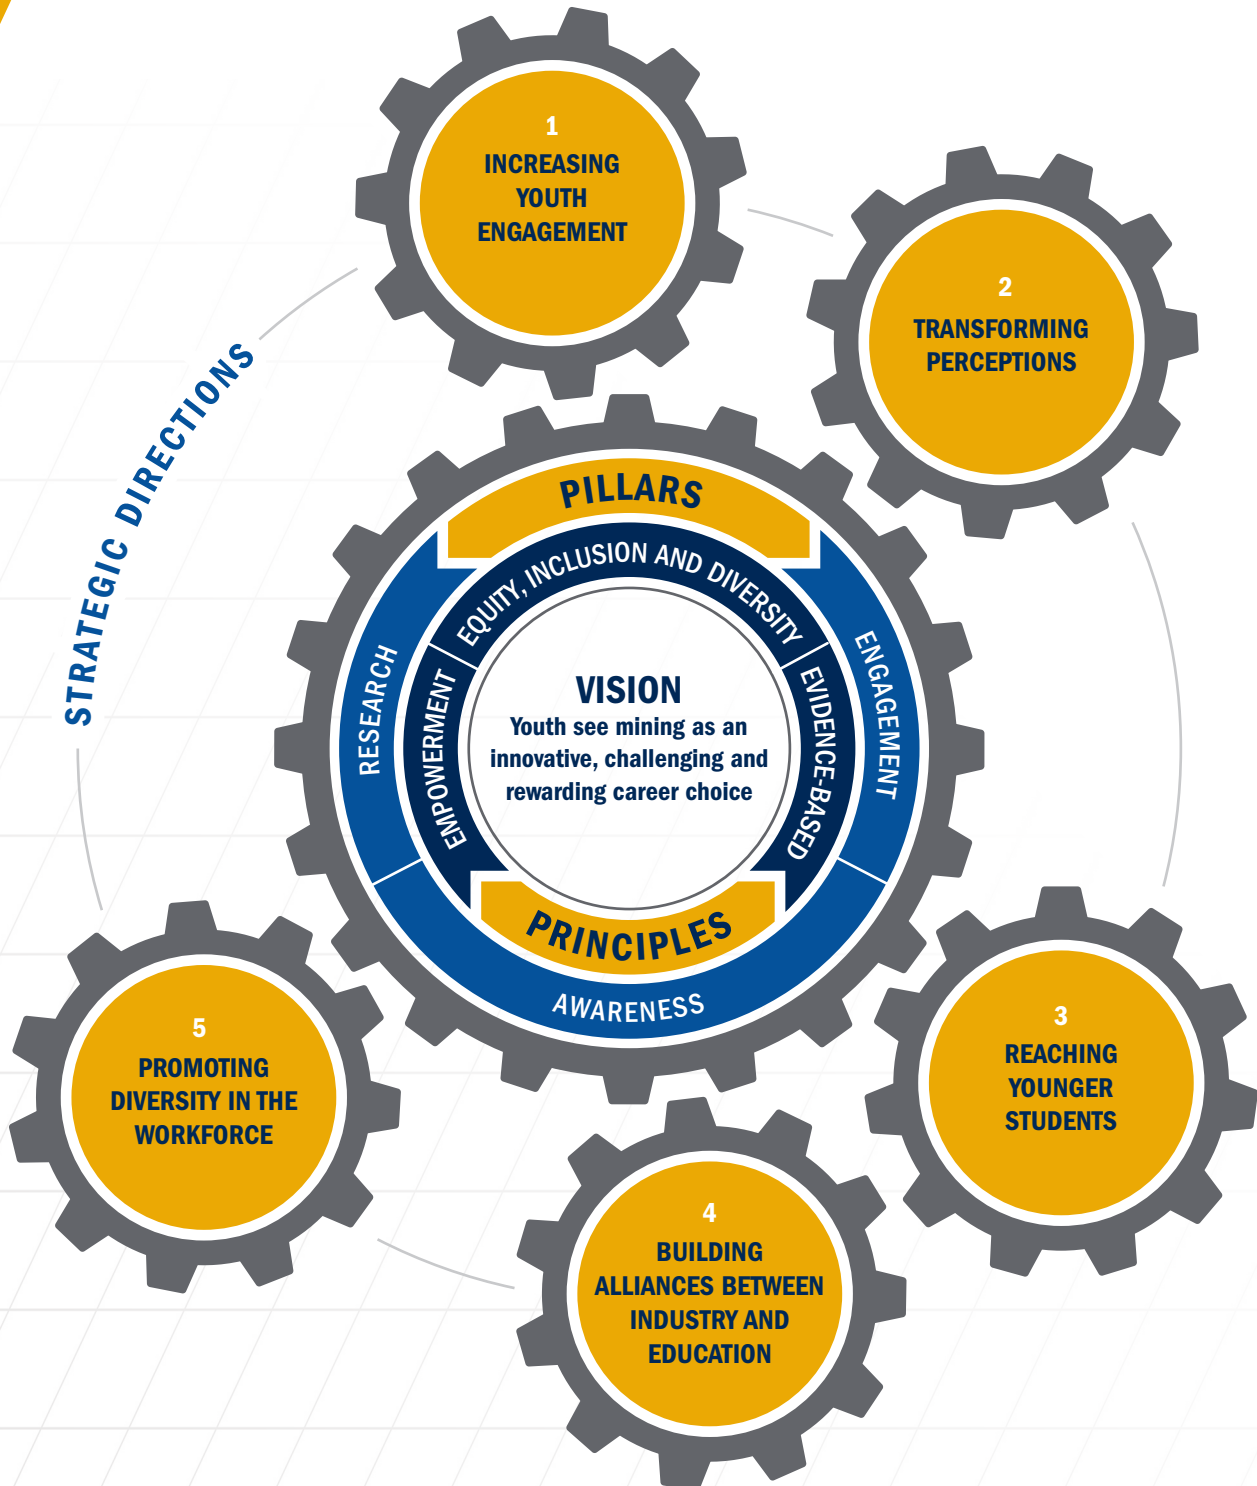 1
INCREASING
YOUTH
ENGAGEMENT
2
TRANSFORMING
PERCEPTIONS
STRATEGIC DIRECTIONS
PILLARS
EQUITY, INCLUSION AND DIVERSITY
RESEARCH
EMPOWERMENT
VISION
Youth see mining as an
innovative, challenging and
rewarding career choice
EVIDENCE-BASED
ENGAGEMENT
PRINCIPLES
AWARENESS
3
REACHING
YOUNGER
STUDENTS
5
PROMOTING
DIVERSITY IN THE
WORKFORCE
4
BUILDING
ALLIANCES BETWEEN
INDUSTRY AND
EDUCATION